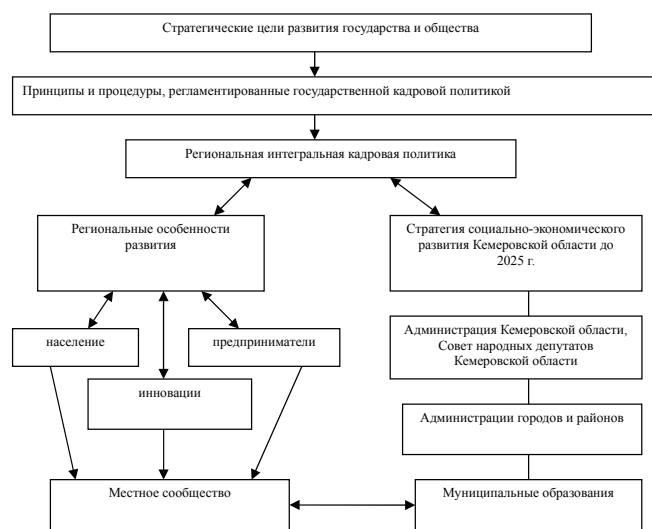 Стратегические цели развития государства и общества
Принципы и процедуры, регламентированные государственной кадровой политикой
Региональная интегральная кадровая политика
Региональные особенности
развития
Стратегия социально-экономического
развития Кемеровской области до
2025 г.
население
предприниматели
Администрация Кемеровской области,
Совет народных депутатов
Кемеровской области
инновации
Администрации городов и районов
Местное сообщество
Муниципальные образования